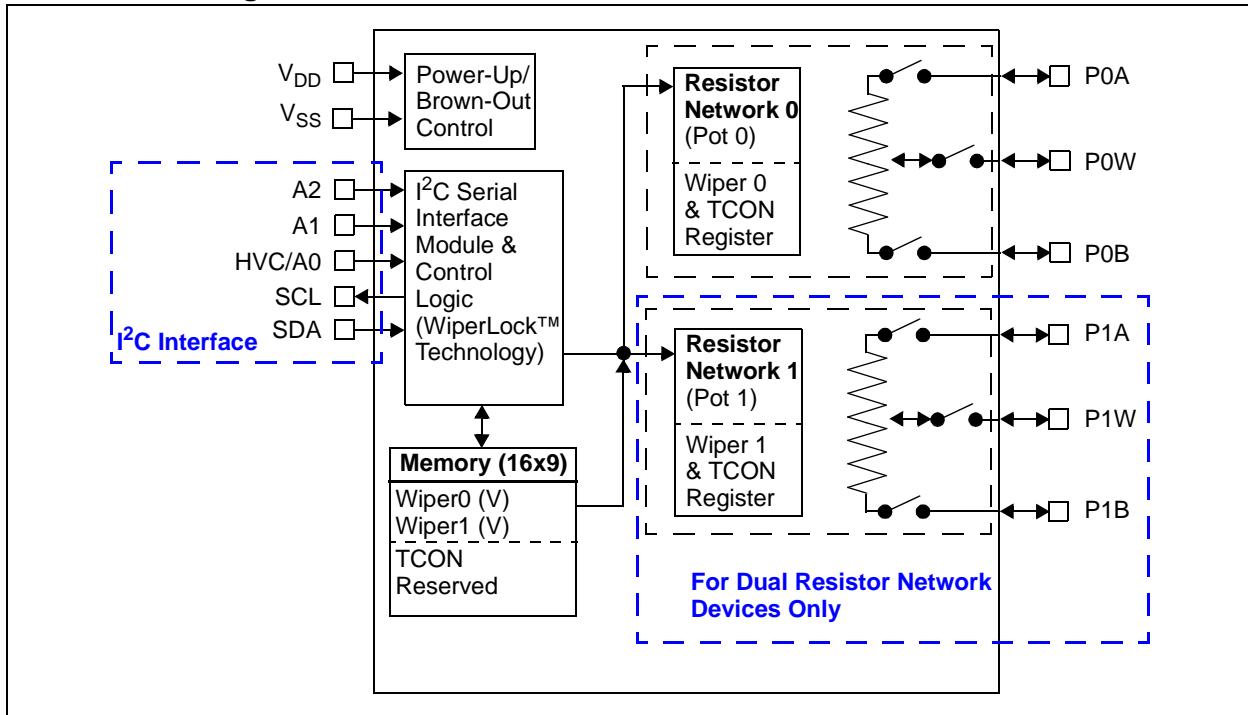 V_DD
V_SS
Power-Up/
Brown-Out
Control
A2
A1
HVC/A0
SCL
SDA
I²C Interface
I²C Serial
Interface
Module &
Control
Logic
(WiperLock™
Technology)
Memory (16x9)
Wiper0 (V)
Wiper1 (V)
TCON
Reserved
Resistor
Network 0
(Pot 0)
Wiper 0
& TCON
Register
P0A
P0W
P0B
Resistor
Network 1
(Pot 1)
Wiper 1
& TCON
Register
P1A
P1W
P1B
For Dual Resistor Network
Devices Only